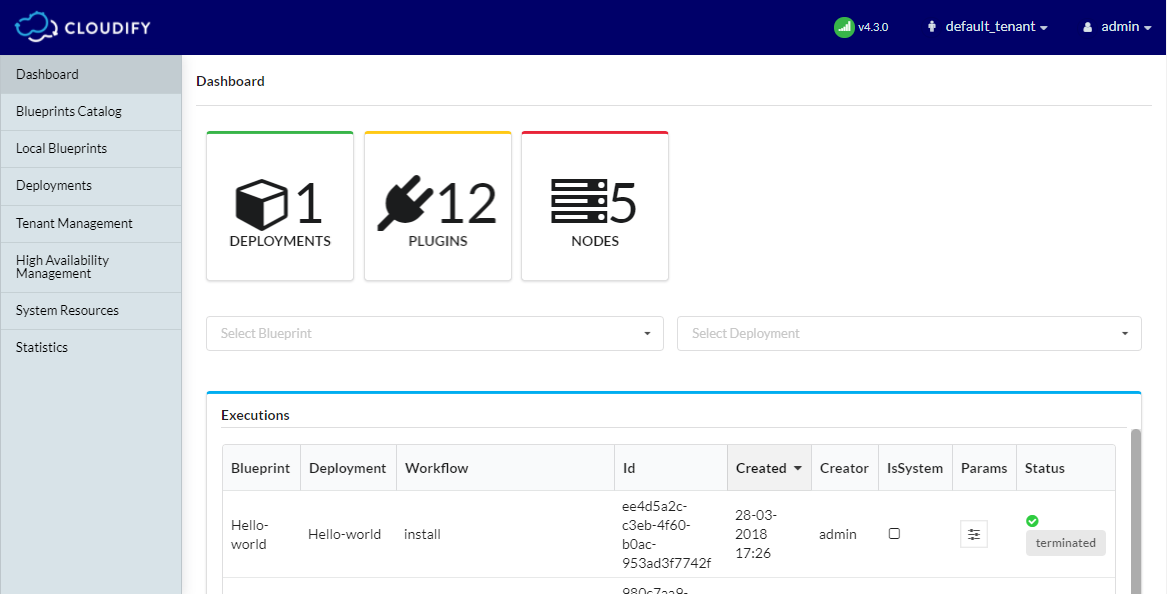 CLOUDIFY
v4.3.0
default_tenant
admin
Dashboard
Blueprints Catalog
Local Blueprints
Deployments
Tenant Management
High Availability
Management
System Resources
Statistics
Dashboard
1
DEPLOYMENTS
12
PLUGINS
5
NODES
Select Blueprint
Select Deployment
Executions
Blueprint Deployment Workflow Id Created Creator IsSystem Params Status
Hello-
world
Hello-world
install
ee4d5a2c-
c3eb-4f60-
b0ac-
953ad3f7742f
28-03-
2018
17:26
admin
terminated
980c7aa9-